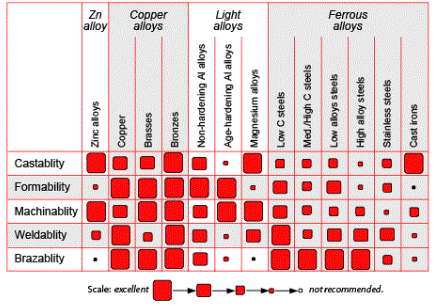 Zn alloy Copper alloys Light alloys Ferrous alloys
Zinc alloys
Copper
Brasses
Bronzes
Non-hardening Al alloys
Age-hardening Al alloys
Magnesium alloys
Low C steels
Med./High C steels
Low alloys steels
High alloy steels
Stainless steels
Cast irons
Castablity
Formability
Machinablity
Weldablity
Brazablity
Scale: excellent not recommended.